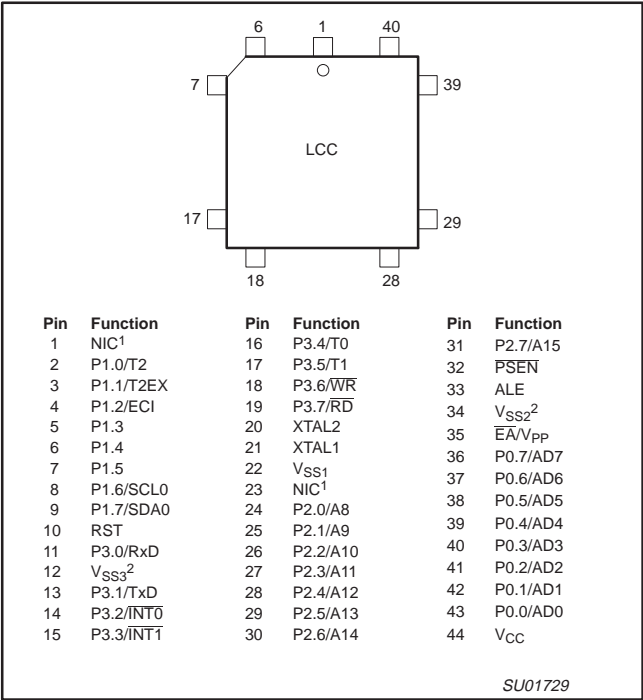 6 1 40
7 39
LCC
17 29
18 28
Pin Function
1 NIC1
2 P1.0/T2
3 P1.1/T2EX
4 P1.2/ECI
5 P1.3
6 P1.4
7 P1.5
8 P1.6/SCL0
9 P1.7/SDA0
10 RST
11 P3.0/RxD
12 VSS32
13 P3.1/TxD
14 P3.2/INT0
15 P3.3/INT1
Pin Function
16 P3.4/T0
17 P3.5/T1
18 P3.6/WR
19 P3.7/RD
20 XTAL2
21 XTAL1
22 VSS1
23 NIC1
24 P2.0/A8
25 P2.1/A9
26 P2.2/A10
27 P2.3/A11
28 P2.4/A12
29 P2.5/A13
30 P2.6/A14
Pin Function
31 P2.7/A15
32 PSEN
33 ALE
34 VSS22
35 EA/VPP
36 P0.7/AD7
37 P0.6/AD6
38 P0.5/AD5
39 P0.4/AD4
40 P0.3/AD3
41 P0.2/AD2
42 P0.1/AD1
43 P0.0/AD0
44 VCC
SU01729